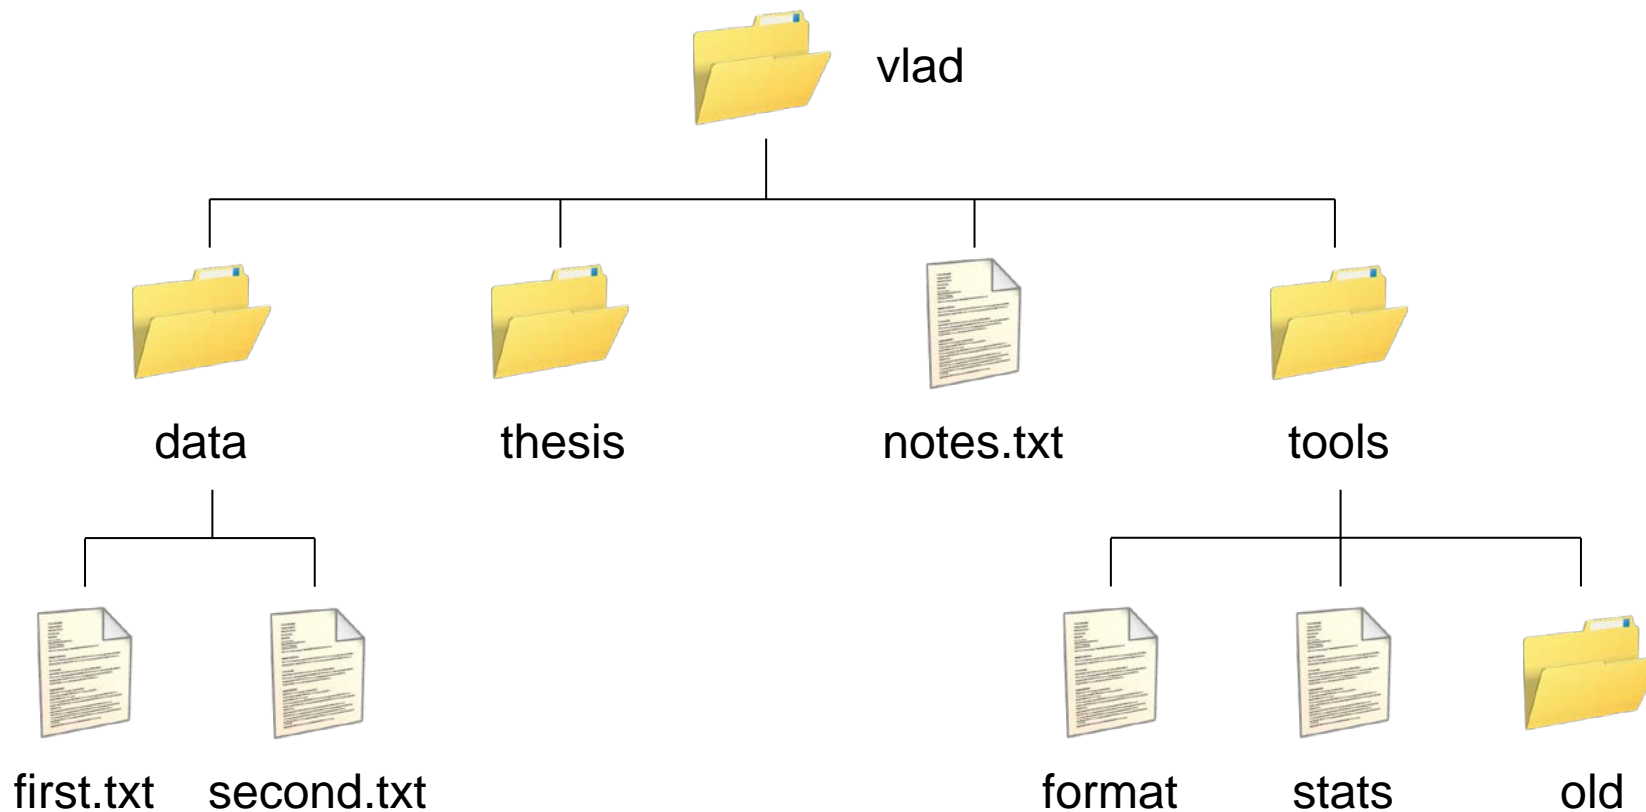 vlad
data thesis notes.txt tools
first.txt second.txt format stats old